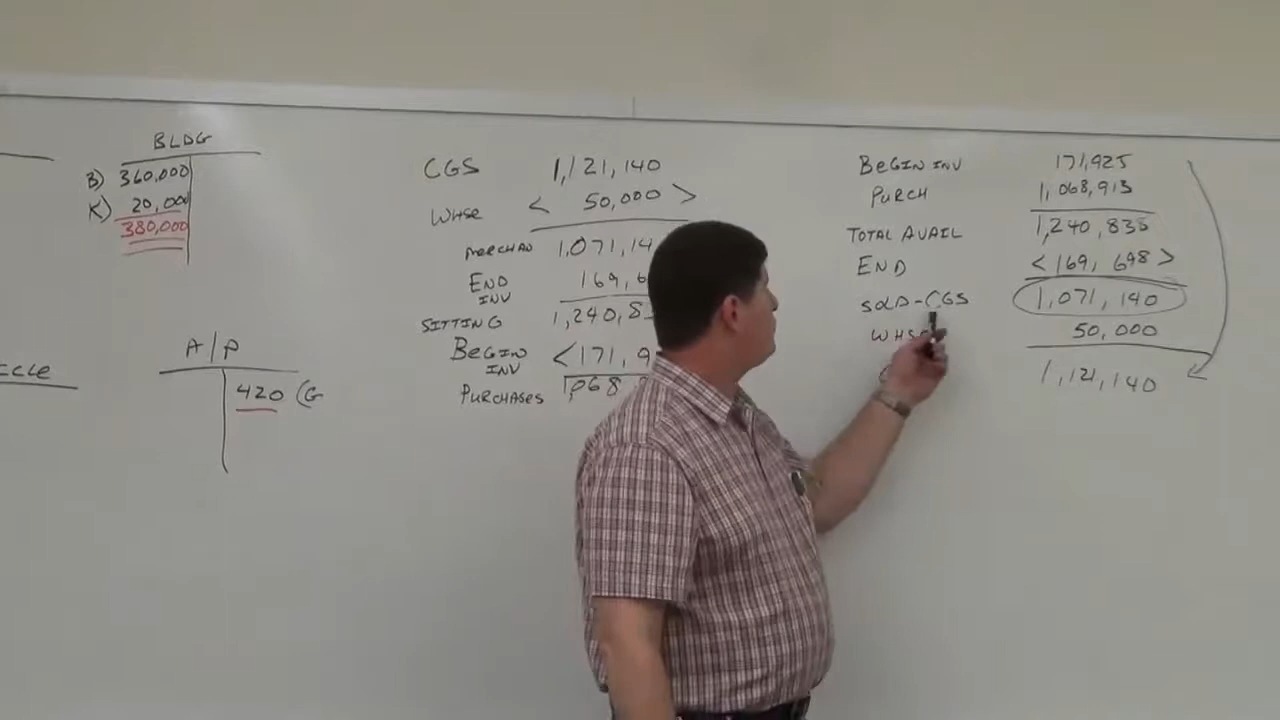 BLDG
B) 360,000
K) 20,000
380,000
A/P
420 (G
ICLE
CGS 1,121,140
WHSE < 50,000 >
MERCHAD 1,071,14
END INV 169,6
SITTING 1,240,8
BEGIN INV <171,9
PURCHASES 1,068
BEGIN INV 171,925
PURCH 1,068,913
TOTAL AVAIL 1,240,838
END <169,698>
SOLD-CGS 1,071,140
WHS 50,000
1,121,140